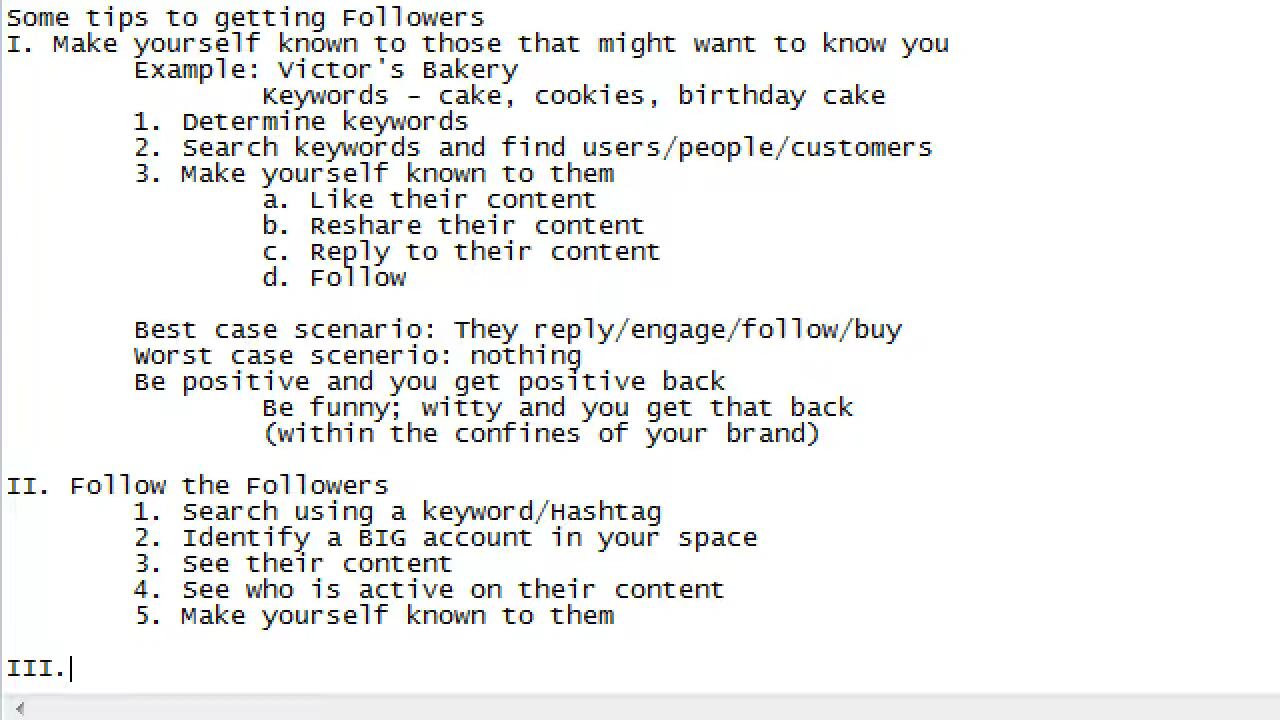 Some tips to getting Followers
I. Make yourself known to those that might want to know you
Example: Victor's Bakery
Keywords - cake, cookies, birthday cake
1. Determine keywords
2. Search keywords and find users/people/customers
3. Make yourself known to them
a. Like their content
b. Reshare their content
c. Reply to their content
d. Follow
Best case scenario: They reply/engage/follow/buy
Worst case scenerio: nothing
Be positive and you get positive back
Be funny; witty and you get that back
(within the confines of your brand)
II. Follow the Followers
1. Search using a keyword/Hashtag
2. Identify a BIG account in your space
3. See their content
4. See who is active on their content
5. Make yourself known to them
III.